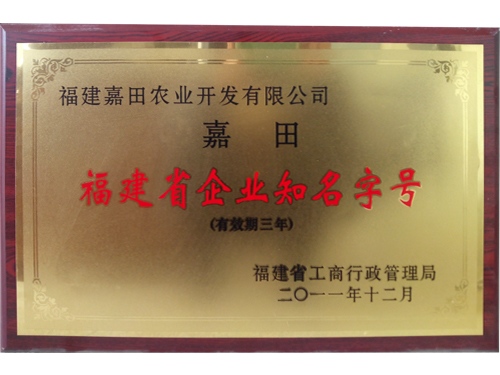 福建嘉田农业开发有限公司
嘉 田
福建省企业知名字号
(有效期三年)
福建省工商行政管理局
二〇一一年十二月